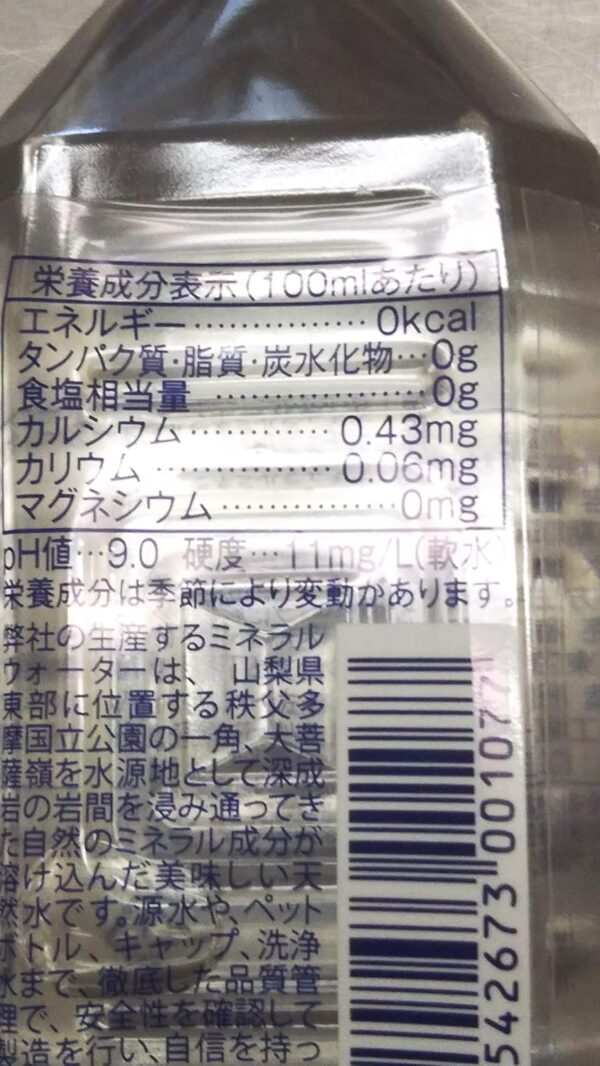 栄養成分表示(100mlあたり)
エネルギー……………… 0kcal
タンパク質・脂質・炭水化物…0g
食塩相当量 ………………… 0g
カルシウム………… 0.43mg
カリウム …………… 0.06mg
マグネシウム……………0mg
pH値…9.0 硬度…11mg/L(軟水)
栄養成分は季節により変動があります。
弊社の生産するミネラル
ウォーターは、山梨県
東部に位置する秩父多
摩国立公園の一角、大菩
薩嶺を水源地として深成
岩の岩間を浸み通ってき
た自然のミネラル成分が
溶け込んだ美味しい天
然水です。源水や、ペット
ボトル、キャップ、洗浄
水まで、徹底した品質管
理で、安全性を確認して
製造を行い、自信を持っ
542673 001077